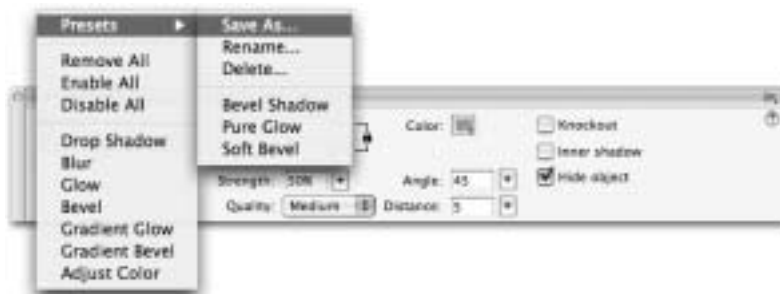 Presets
Remove All
Enable All
Disable All
Drop Shadow
Blur
Glow
Bevel
Gradient Glow
Gradient Bevel
Adjust Color
Save As...
Rename...
Delete...
Bevel Shadow
Pure Glow
Soft Bevel
Color:
Knockout
Inner shadow
Strength: 50% Angle: 45 Hide object
Quality: Medium Distance: 5